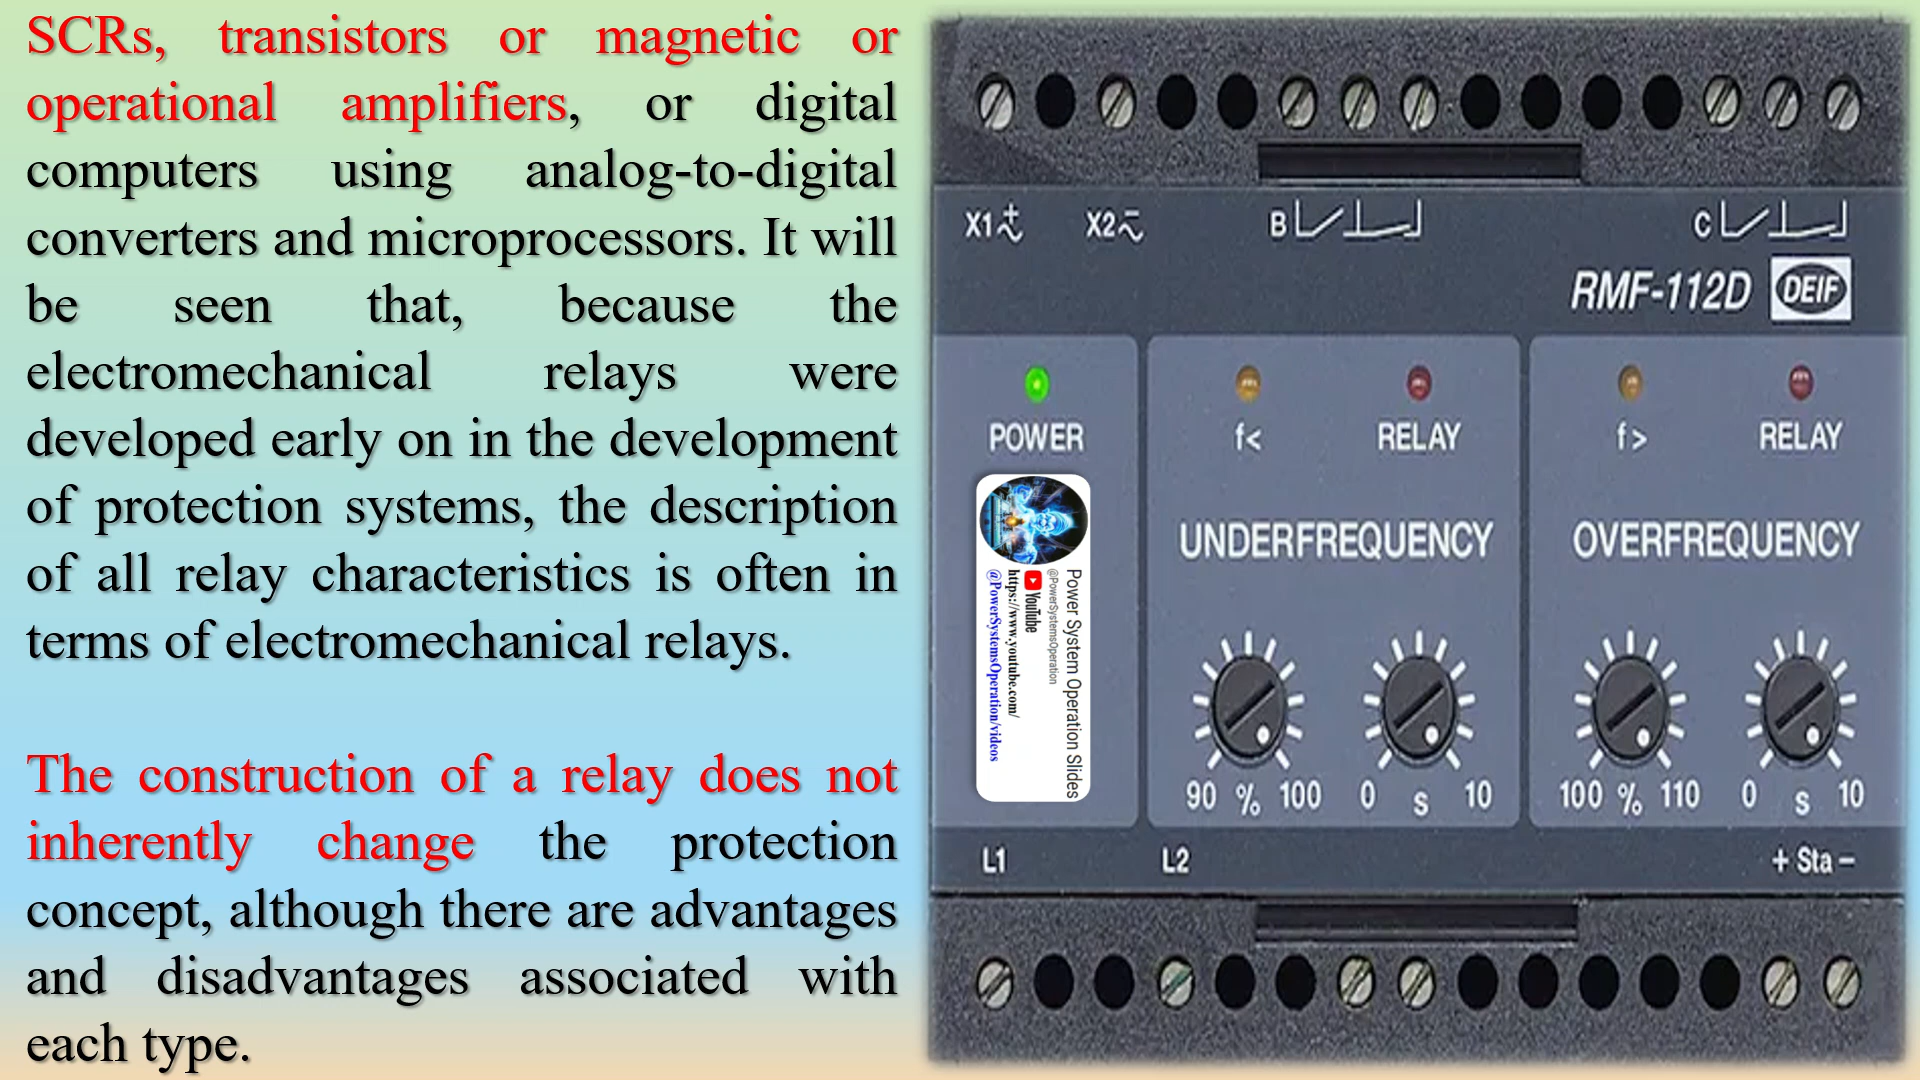 SCRs, transistors or magnetic or
operational amplifiers, or digital
computers using analog-to-digital
converters and microprocessors. It will
be seen that, because the
electromechanical relays were
developed early on in the development
of protection systems, the description
of all relay characteristics is often in
terms of electromechanical relays.
The construction of a relay does not
inherently change the protection
concept, although there are advantages
and disadvantages associated with
each type.
X1 X2 B C
RMF-112D DEIF
POWER f< RELAY f> RELAY
UNDERFREQUENCY OVERFREQUENCY
Power System Operation Slides
@PowerSystemsOperation
YouTube
https://www.youtube.com/
@PowerSystemsOperation/videos
90 % 100 0 s 10 100 % 110 0 s 10
L1 L2 + Sta −